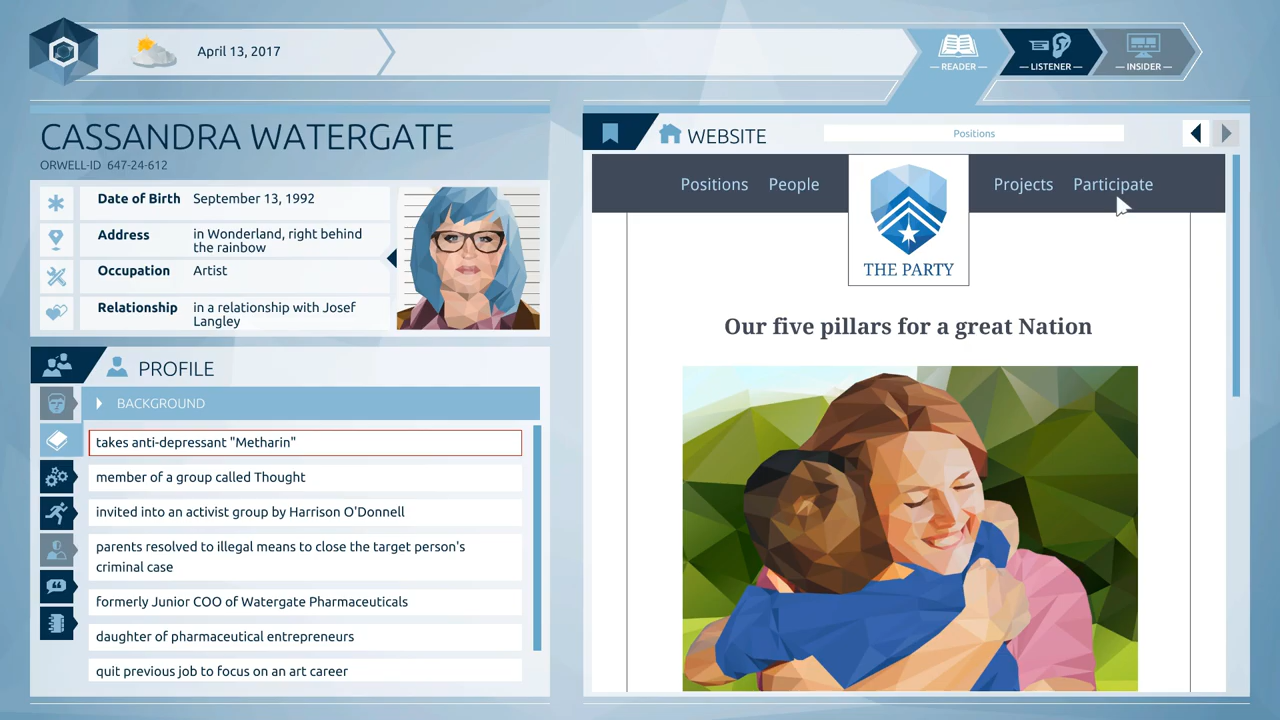 April 13, 2017
READER
LISTENER
INSIDER
CASSANDRA WATERGATE
ORWELL-ID 647-24-612
Date of Birth September 13, 1992
Address in Wonderland, right behind
the rainbow
Occupation Artist
Relationship in a relationship with Josef
Langley
PROFILE
BACKGROUND
takes anti-depressant "Metharin"
member of a group called Thought
invited into an activist group by Harrison O'Donnell
parents resolved to illegal means to close the target person's
criminal case
formerly Junior COO of Watergate Pharmaceuticals
daughter of pharmaceutical entrepreneurs
quit previous job to focus on an art career
WEBSITE
Positions
Positions People Projects Participate
THE PARTY
Our five pillars for a great Nation